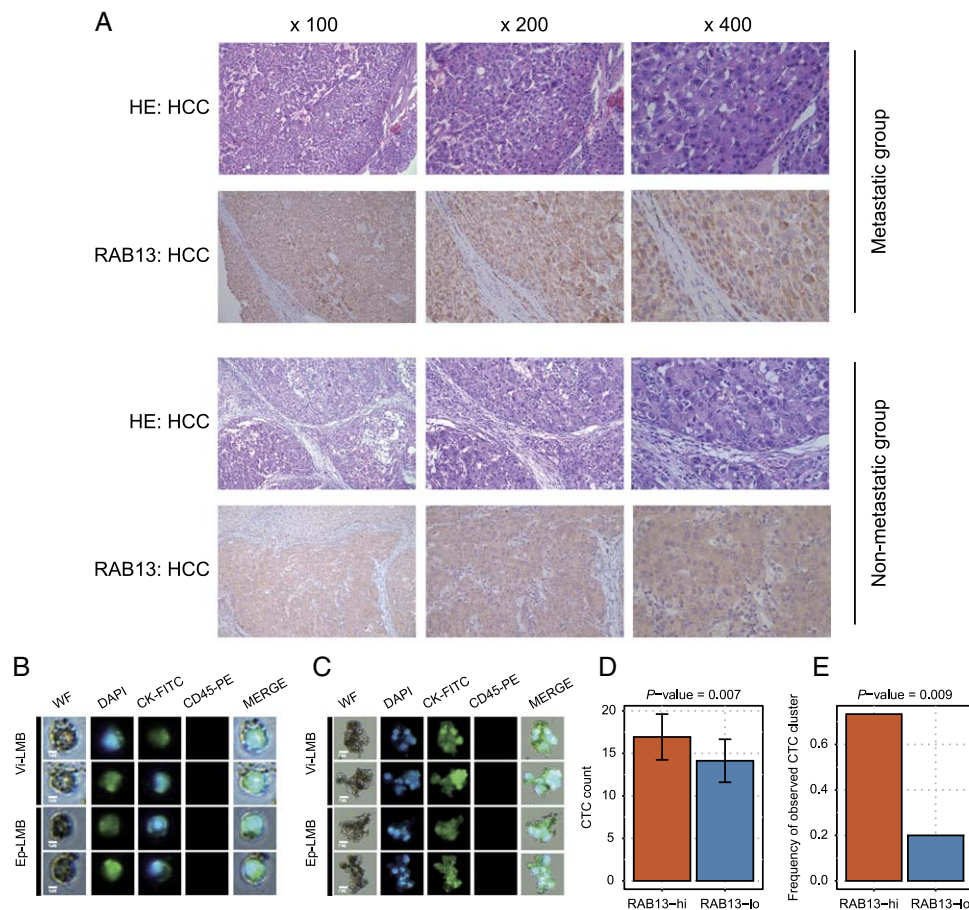 A
x 100
x 200
x 400
HE: HCC
RAB13: HCC
Metastatic group
HE: HCC
RAB13: HCC
Non-metastatic group
B
WF
DAPI
CK-FITC
CD45-PE
MERGE
Vi-LMB
Ep-LMB
C
WF
DAPI
CK-FITC
CD45-PE
MERGE
Vi-LMB
Ep-LMB
D
P-value = 0.007
CTC count
20
15
10
5
0
RAB13-hi
RAB13-lo
E
P-value = 0.009
Frequency of observed CTC cluster
0.6
0.4
0.2
0.0
RAB13-hi
RAB13-lo